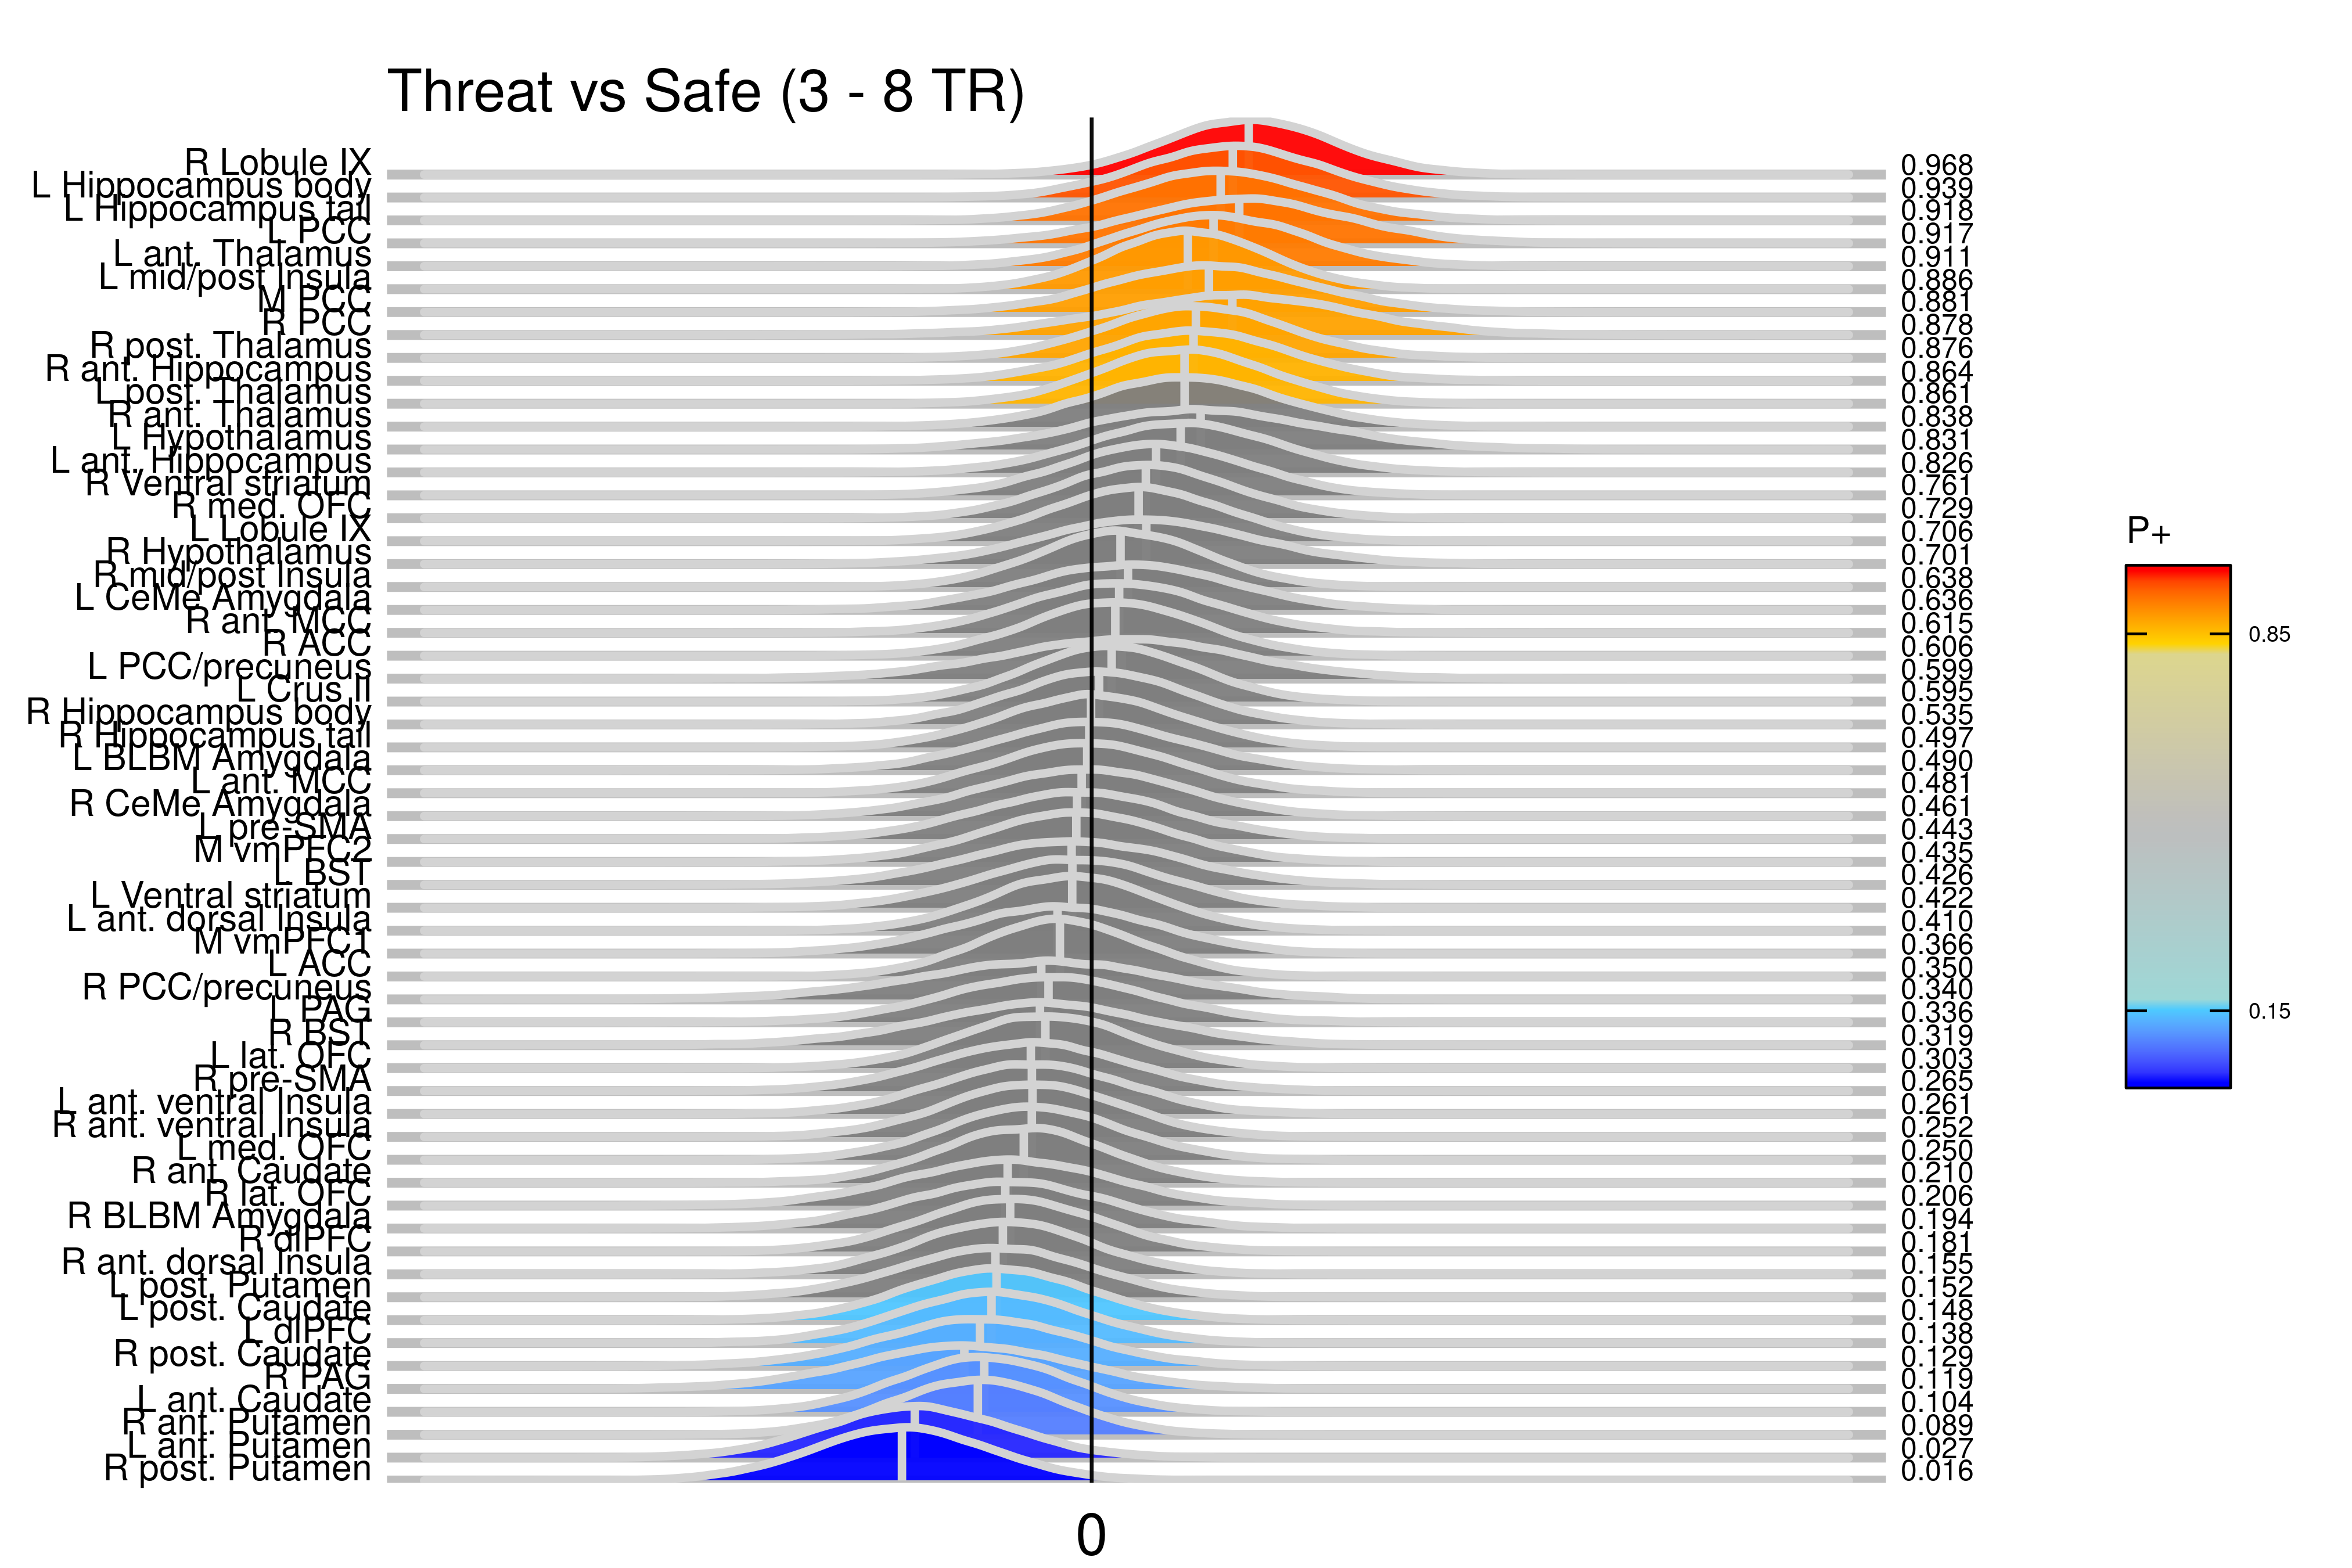 Threat vs Safe (3 - 8 TR)
R Lobule IX 0.968
L Hippocampus body 0.939
L Hippocampus tail 0.918
L PCC 0.917
L ant. Thalamus 0.911
L mid/post Insula 0.886
M PCC 0.881
R PCC 0.878
R post. Thalamus 0.876
R ant. Hippocampus 0.864
L post. Thalamus 0.861
R ant. Thalamus 0.838
L Hypothalamus 0.831
L ant. Hippocampus 0.826
R Ventral striatum 0.761
R med. OFC 0.729
L Lobule IX 0.706
R Hypothalamus 0.701
R mid/post Insula 0.638
L CeMe Amygdala 0.636
R ant. MCC 0.615
R ACC 0.606
L PCC/precuneus 0.599
L Crus II 0.595
R Hippocampus body 0.535
R Hippocampus tail 0.497
L BLBM Amygdala 0.490
L ant. MCC 0.481
R CeMe Amygdala 0.461
L pre-SMA 0.443
M vmPFC2 0.435
L BST 0.426
L Ventral striatum 0.422
L ant. dorsal Insula 0.410
M vmPFC1 0.366
L ACC 0.350
R PCC/precuneus 0.340
L PAG 0.336
R BST 0.319
L lat. OFC 0.303
R pre-SMA 0.265
L ant. ventral Insula 0.261
R ant. ventral Insula 0.252
L med. OFC 0.250
R ant. Caudate 0.210
R lat. OFC 0.206
R BLBM Amygdala 0.194
R dlPFC 0.181
R ant. dorsal Insula 0.155
L post. Putamen 0.152
L post. Caudate 0.148
L dlPFC 0.138
R post. Caudate 0.129
R PAG 0.119
L ant. Caudate 0.104
R ant. Putamen 0.089
L ant. Putamen 0.027
R post. Putamen 0.016
0
P+
0.85
0.15